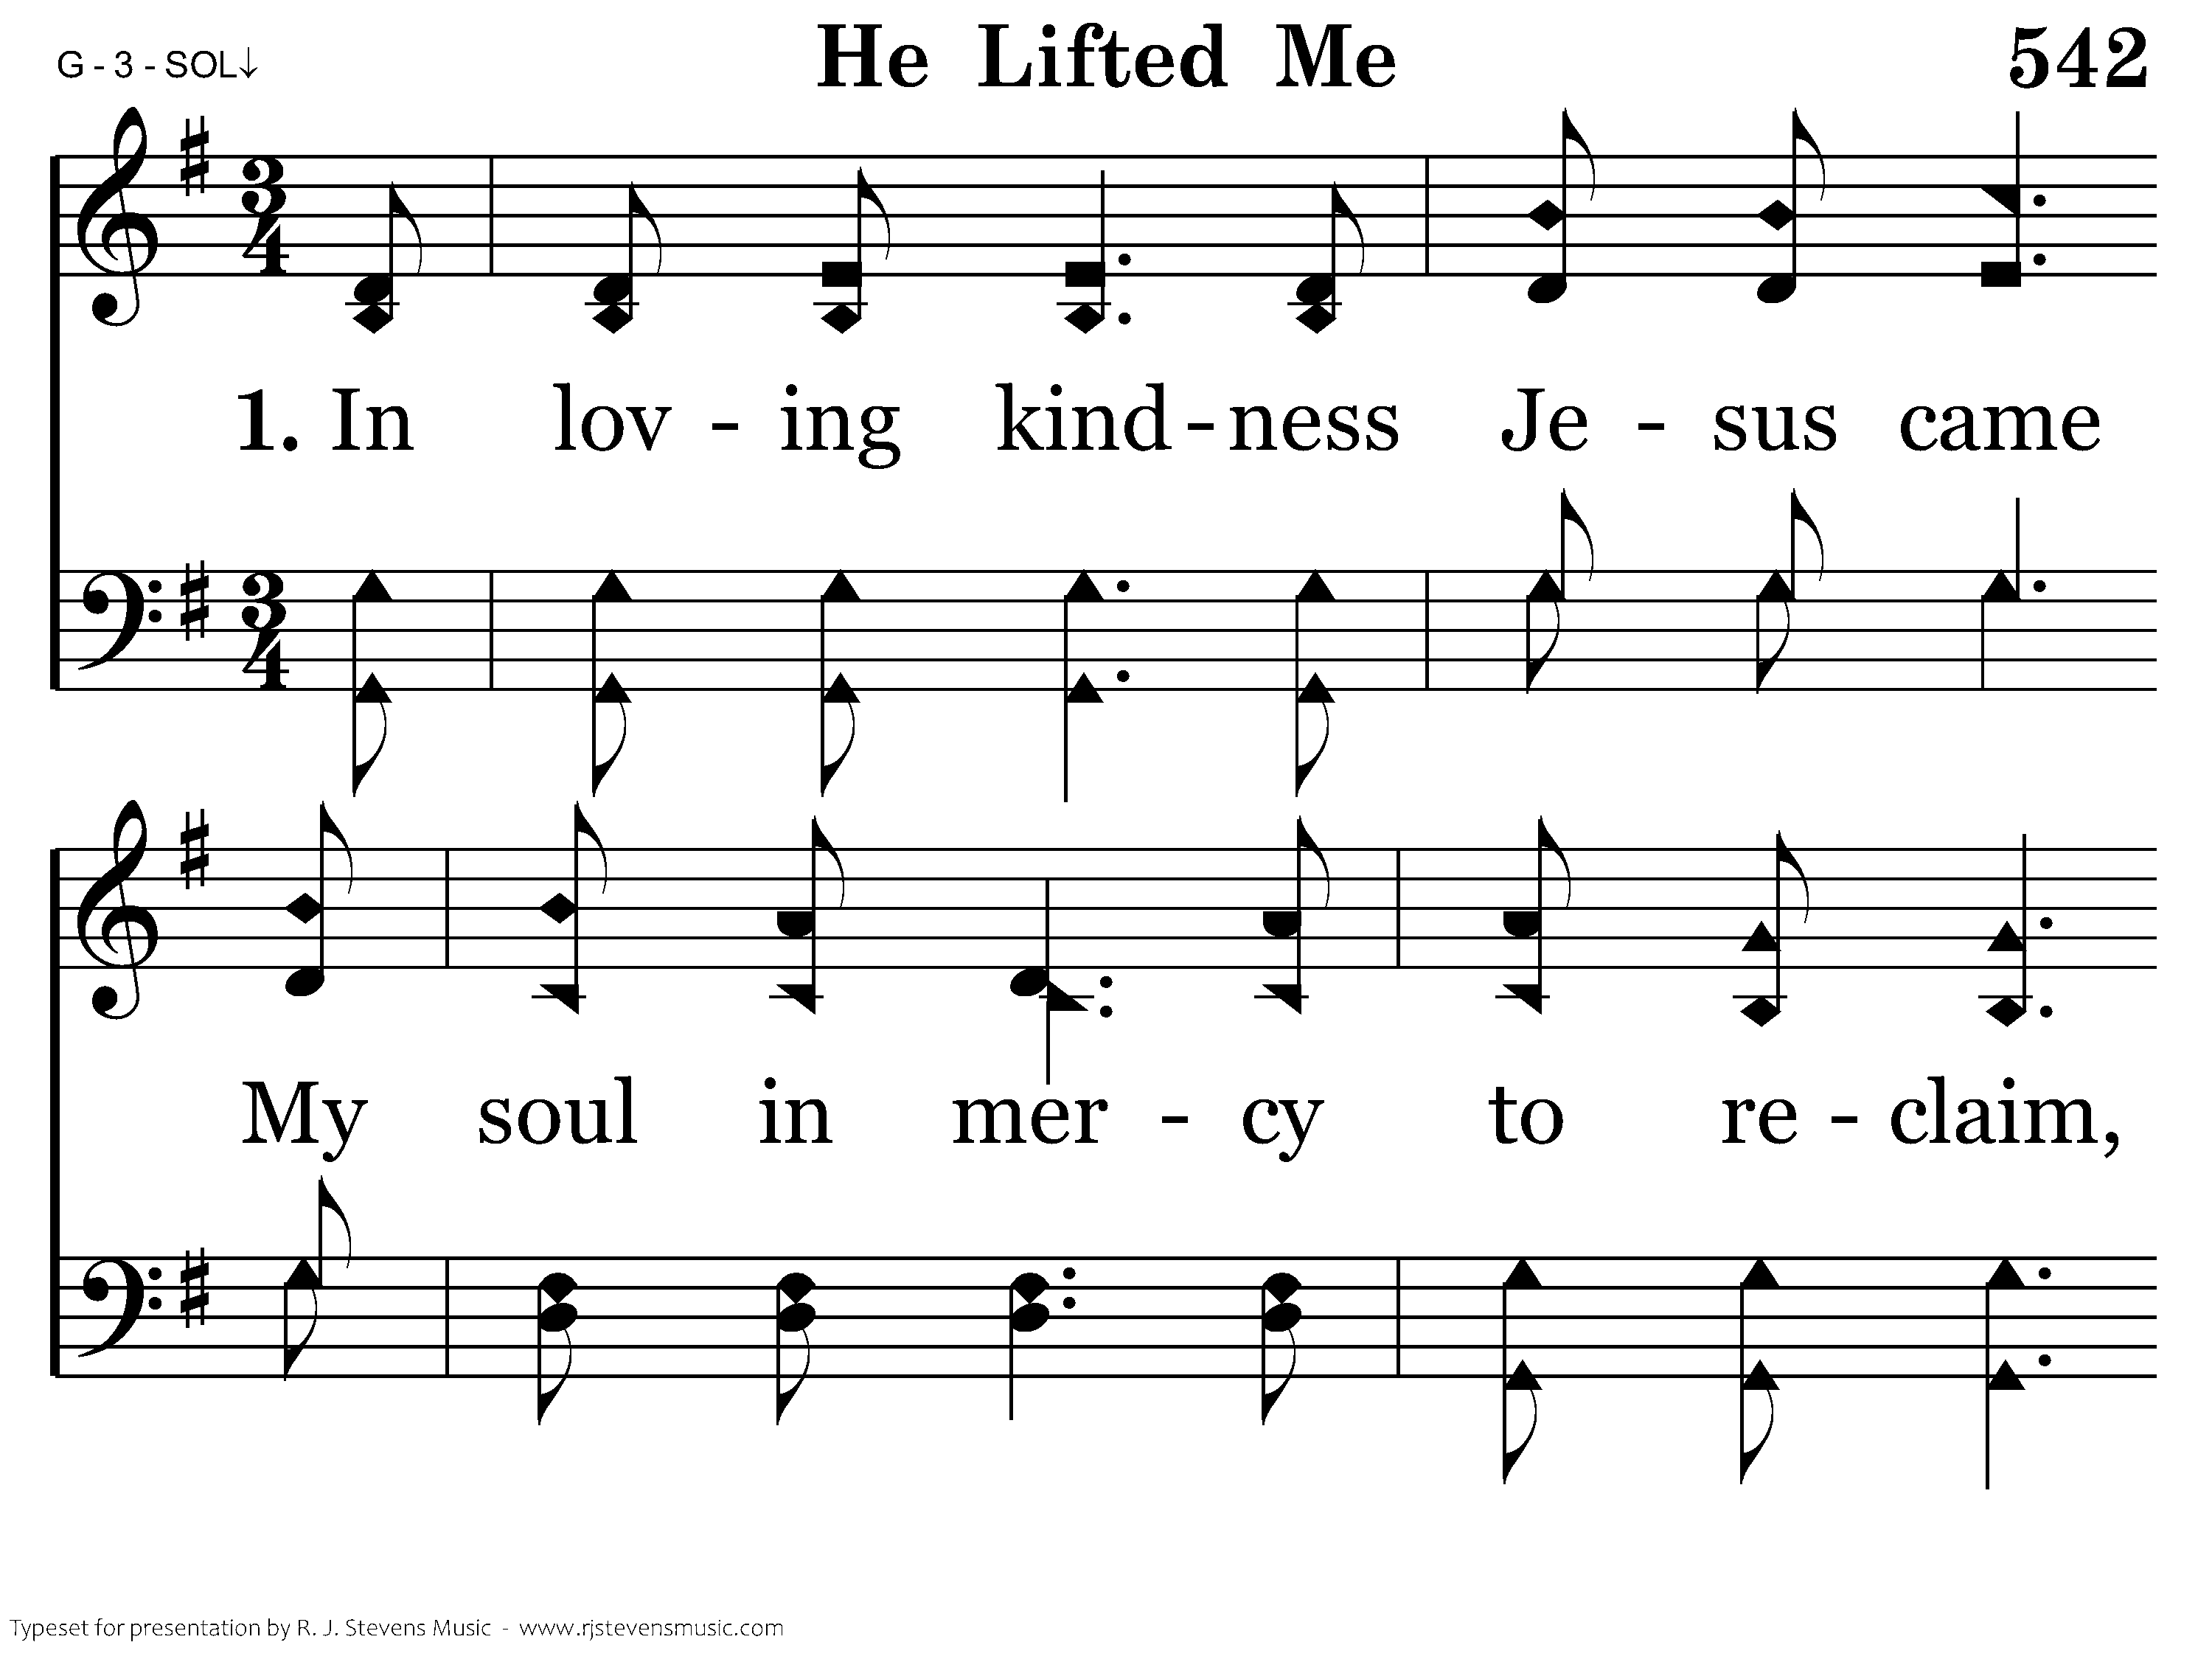 G - 3 - SOL↓
He Lifted Me
542
1. In lov - ing kind - ness Je - sus came
My soul in mer - cy to re - claim,
Typeset for presentation by R. J. Stevens Music - www.rjstevensmusic.com